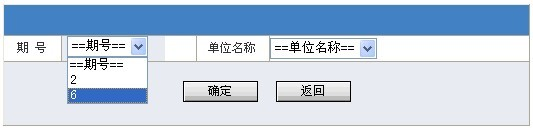 期 号 ==期号== 单位名称 ==单位名称==
==期号==
2
6
确定 返回